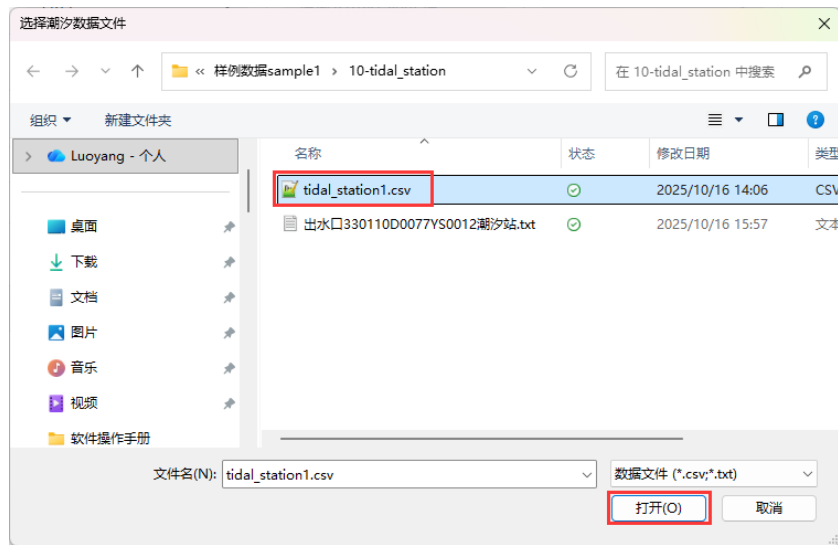 选择潮汐数据文件
« 样例数据sample1 › 10-tidal_station
在 10-tidal_station 中搜索
组织 新建文件夹
Luoyang - 个人
名称 状态 修改日期 类型
tidal_station1.csv 2025/10/16 14:06 CSV
出水口330110D0077YS0012潮汐站.txt 2025/10/16 15:57 文本
桌面
下载
文档
图片
音乐
视频
软件操作手册
文件名(N): tidal_station1.csv 数据文件 (*.csv;*.txt)
打开(O) 取消